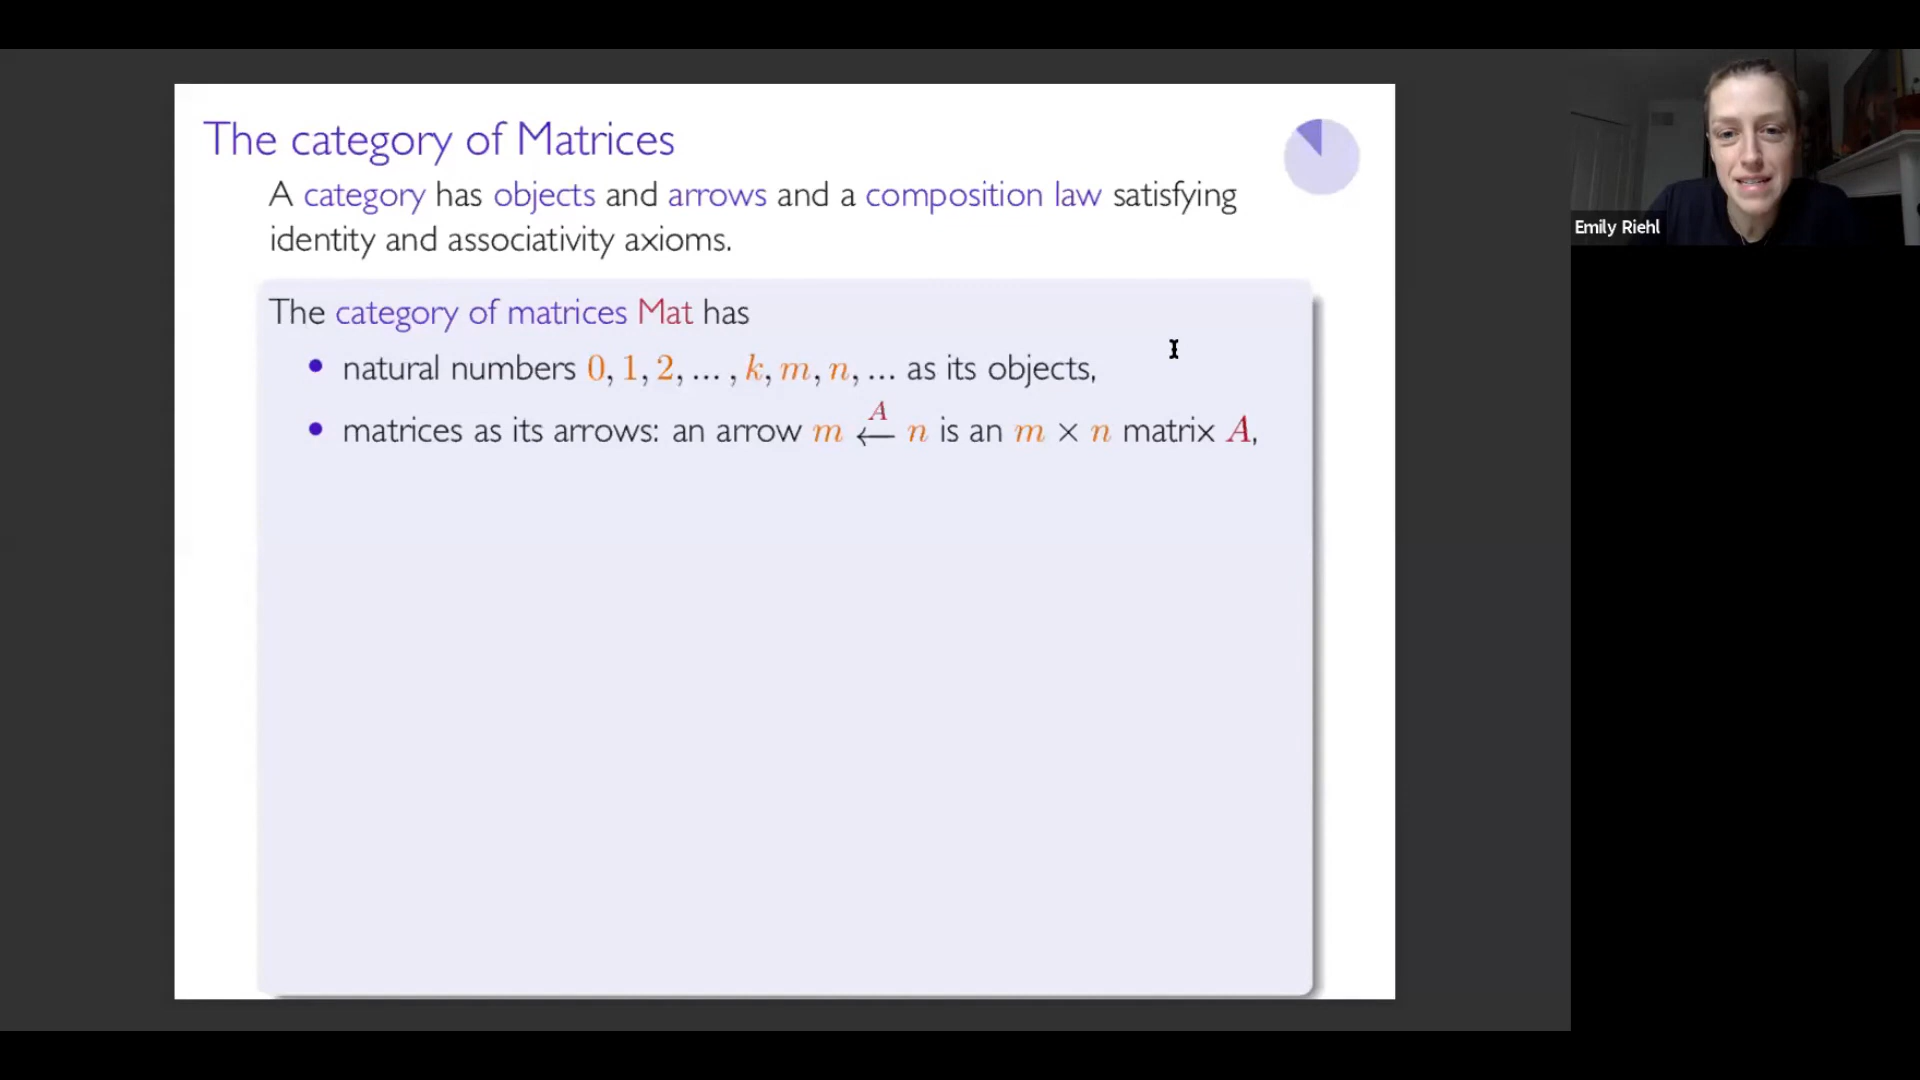 The category of Matrices
A category has objects and arrows and a composition law satisfying
identity and associativity axioms.
The category of matrices Mat has
• natural numbers 0, 1, 2, … , k, m, n, … as its objects,
• matrices as its arrows: an arrow m \xleftarrow{A} n is an m × n matrix A,
Emily Riehl